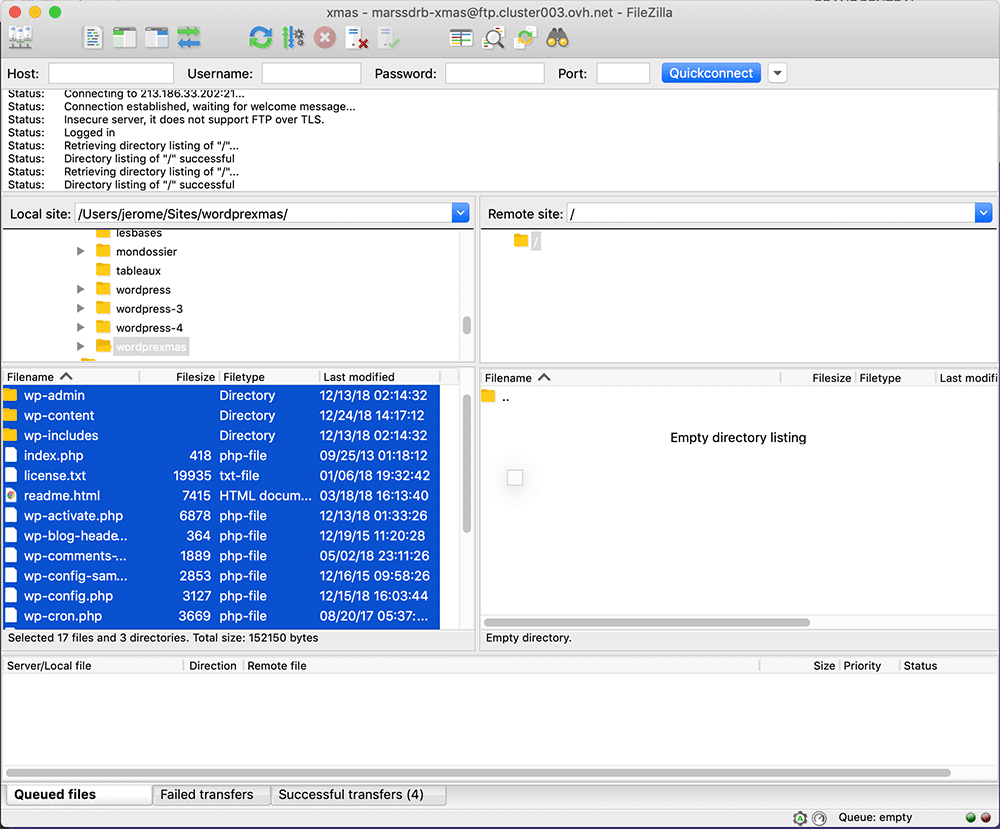 xmas - marssdrb-xmas@ftp.cluster003.ovh.net - FileZilla
Host: Username: Password: Port: Quickconnect
Status: Connecting to 213.186.33.202:21...
Status: Connection established, waiting for welcome message...
Status: Insecure server, it does not support FTP over TLS.
Status: Logged in
Status: Retrieving directory listing of "/"...
Status: Directory listing of "/" successful
Status: Retrieving directory listing of "/"...
Status: Directory listing of "/" successful
Local site: /Users/jerome/Sites/wordprexmas/
lesbases
mondossier
tableaux
wordpress
wordpress-3
wordpress-4
wordprexmas
Remote site: /
/
Filename Filesize Filetype Last modified
wp-admin Directory 12/13/18 02:14:32
wp-content Directory 12/24/18 14:17:12
wp-includes Directory 12/13/18 02:14:32
index.php 418 php-file 09/25/13 01:18:12
license.txt 19935 txt-file 01/06/18 19:32:42
readme.html 7415 HTML docum... 03/18/18 16:13:40
wp-activate.php 6878 php-file 12/13/18 01:33:26
wp-blog-heade... 364 php-file 12/19/15 11:20:28
wp-comments-... 1889 php-file 05/02/18 23:11:26
wp-config-sam... 2853 php-file 12/16/15 09:58:26
wp-config.php 3127 php-file 12/15/18 16:03:44
wp-cron.php 3669 php-file 08/20/17 05:37:...
Selected 17 files and 3 directories. Total size: 152150 bytes
Filename Filesize Filetype Last modifi
..
Empty directory listing
Empty directory.
Server/Local file Direction Remote file Size Priority Status
Queued files Failed transfers Successful transfers (4)
Queue: empty